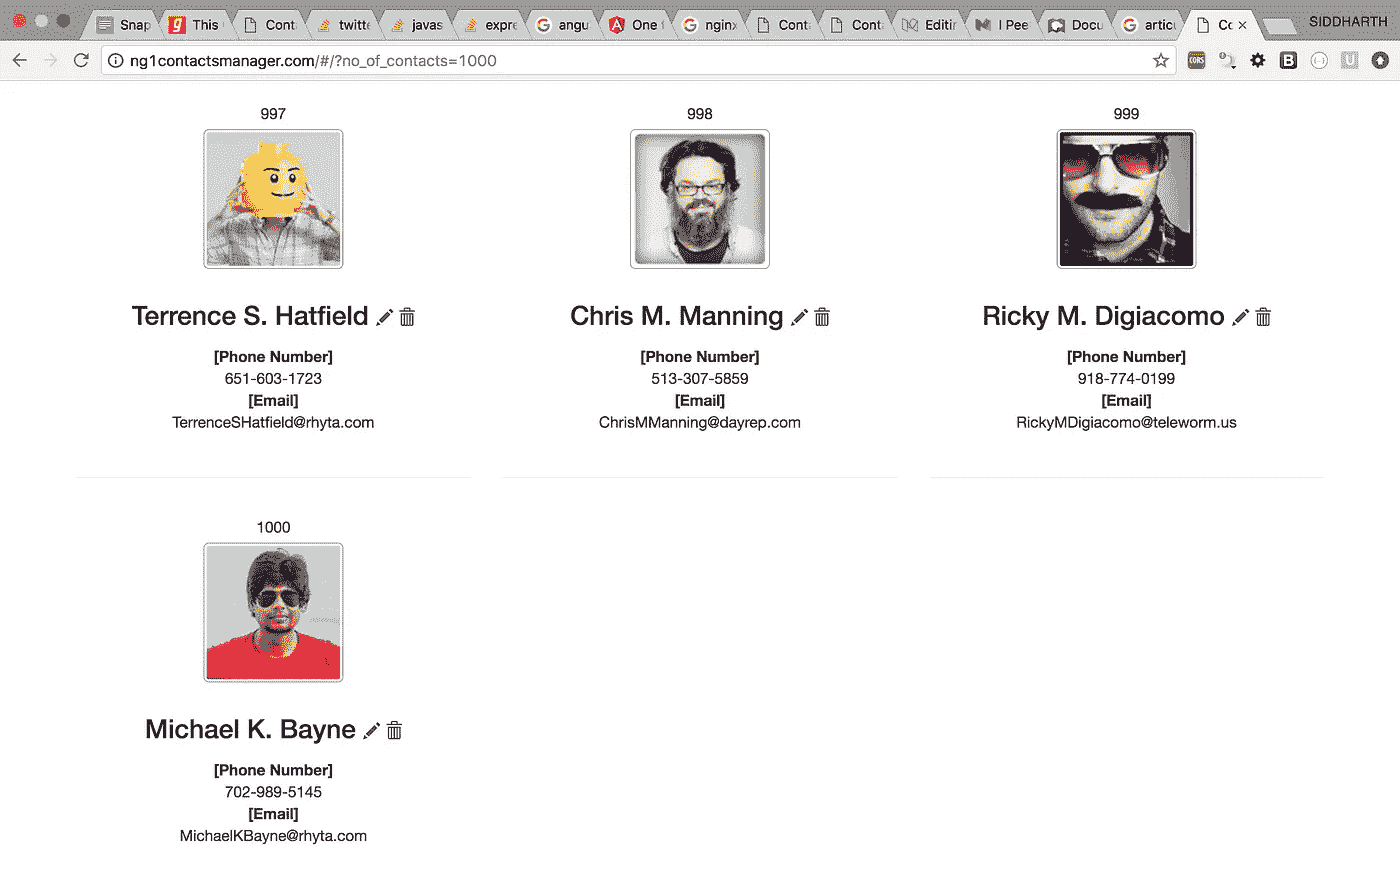 Snap This Cont twitte javas expre angu One f nginx Cont Cont Editir I Pee Docu articu Co SIDDHARTH
ng1contactsmanager.com/#/?no_of_contacts=1000
997 998 999
Terrence S. Hatfield Chris M. Manning Ricky M. Digiacomo
[Phone Number] [Phone Number] [Phone Number]
651-603-1723 513-307-5859 918-774-0199
[Email] [Email] [Email]
TerrenceSHatfield@rhyta.com ChrisMManning@dayrep.com RickyMDigiacomo@teleworm.us
1000
Michael K. Bayne
[Phone Number]
702-989-5145
[Email]
MichaelKBayne@rhyta.com